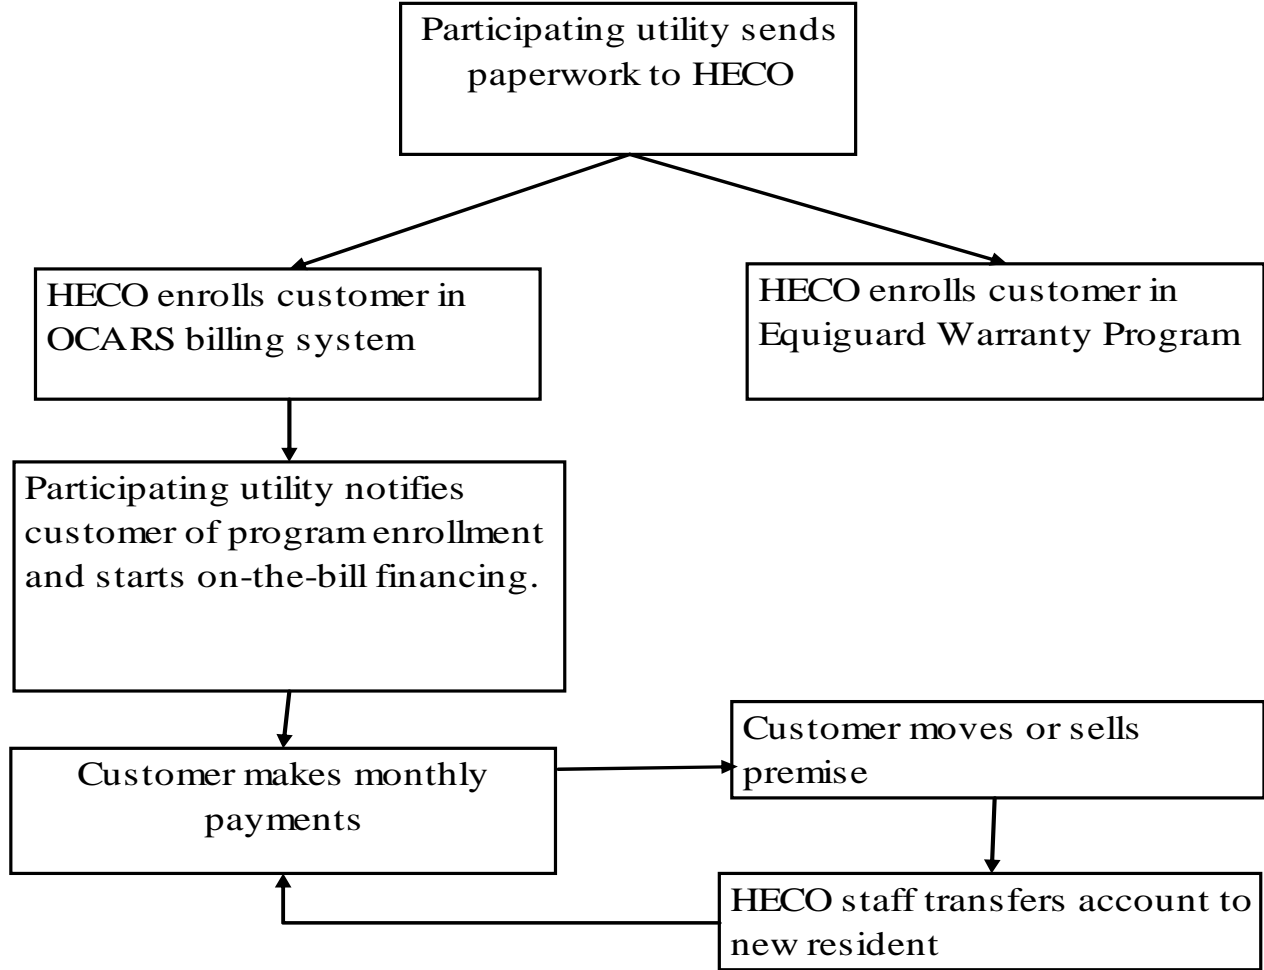 Participating utility sends
paperwork to HECO
HECO enrolls customer in
OCARS billing system
HECO enrolls customer in
Equiguard Warranty Program
Participating utility notifies
customer of program enrollment
and starts on-the-bill financing.
Customer makes monthly
payments
Customer moves or sells
premise
HECO staff transfers account to
new resident